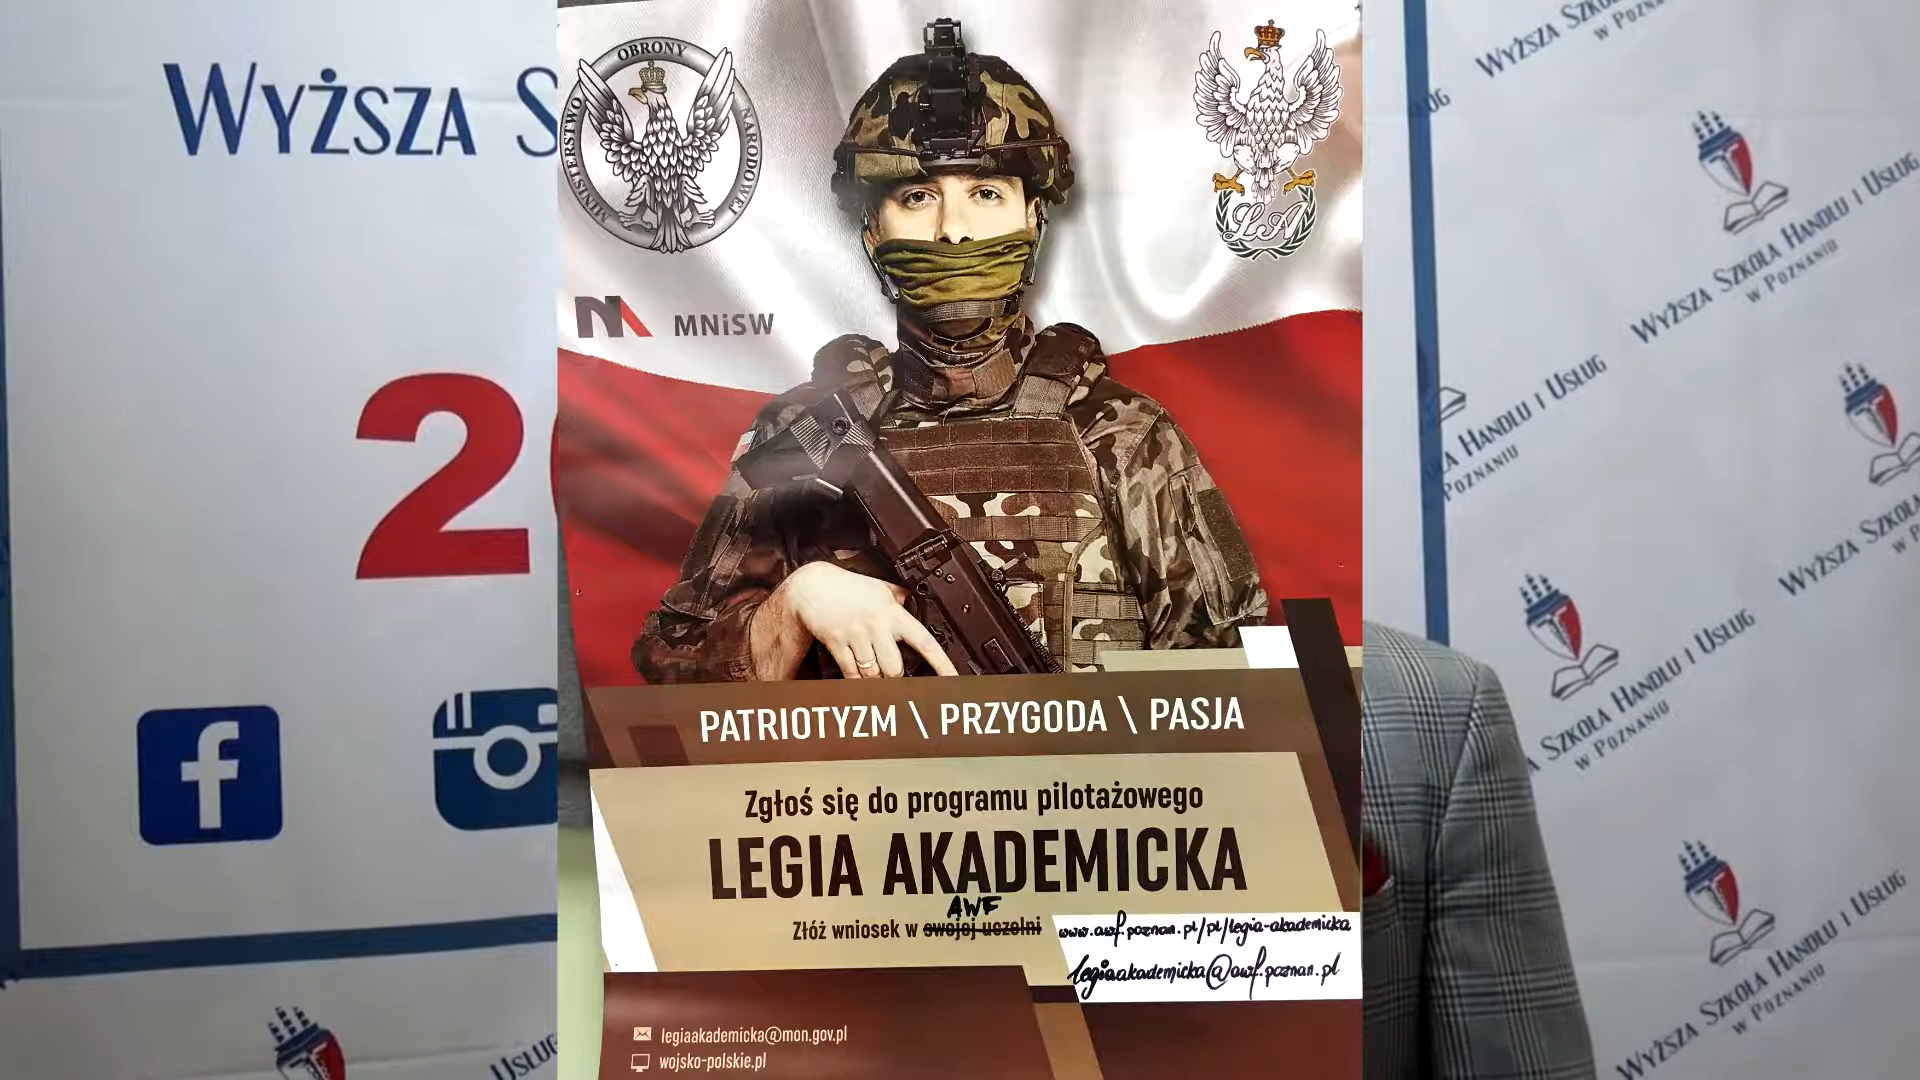 WYŻSZA S
2
f
MINISTERSTWO OBRONY NARODOWEJ
LA
MNiSW
PATRIOTYZM \ PRZYGODA \ PASJA
Zgłoś się do programu pilotażowego
LEGIA AKADEMICKA
AWF
Złóż wniosek w swojej uczelni
www.awf.poznan.pl/pl/legia-akademicka
legiaakademicka@awf.poznan.pl
legiaakademicka@mon.gov.pl
wojsko-polskie.pl
USŁUG
WYŻSZA SZKOŁA
W POZNANIU
WYŻSZA SZKOŁA HANDLU I USŁUG
W POZNANIU
HANDLU I USŁUG
POZNANIU
WYŻSZA SZKOŁA
SZKOŁA HANDLU I USŁUG
W POZNANIU
WYŻSZA SZKOŁA HANDLU I USŁUG
W POZNANIU